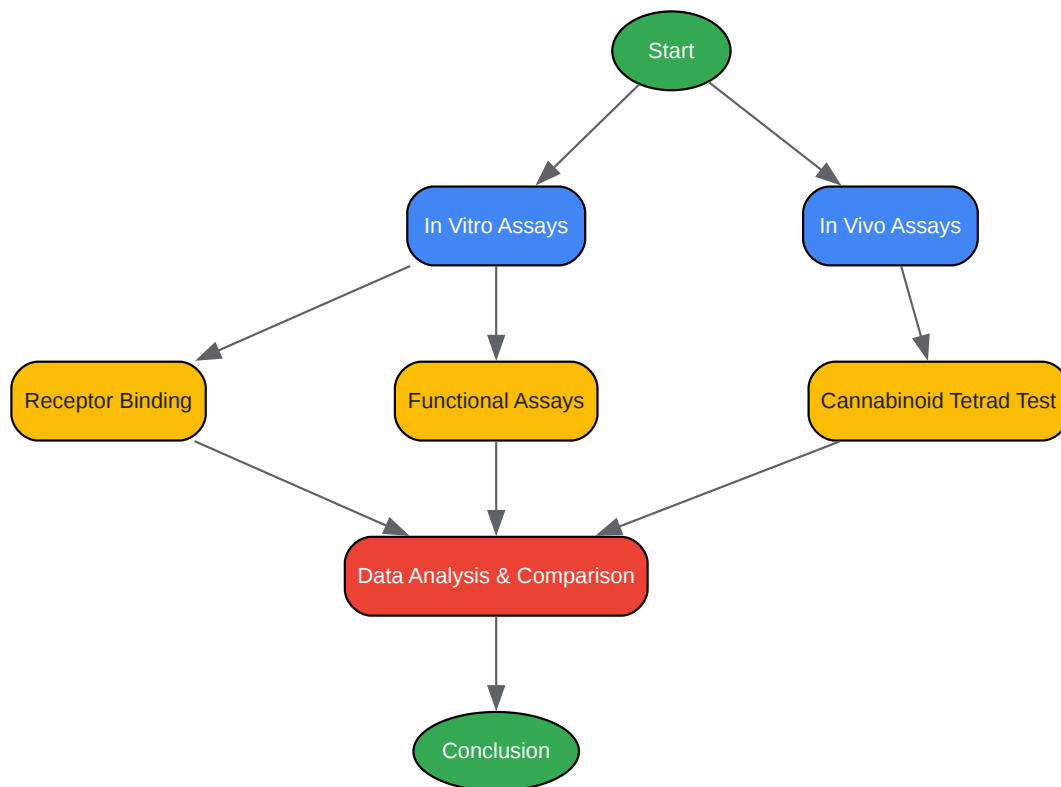 Start
In Vitro Assays
In Vivo Assays
Receptor Binding
Functional Assays
Cannabinoid Tetrad Test
Data Analysis & Comparison
Conclusion